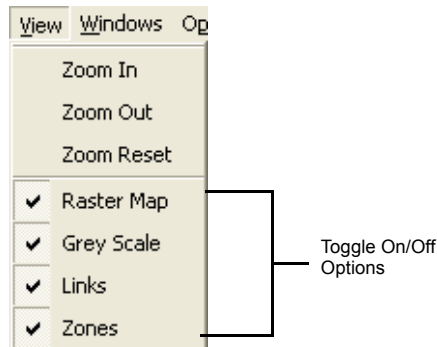 View Windows Op
Zoom In
Zoom Out
Zoom Reset
Raster Map
Grey Scale
Links
Zones
Toggle On/Off
Options